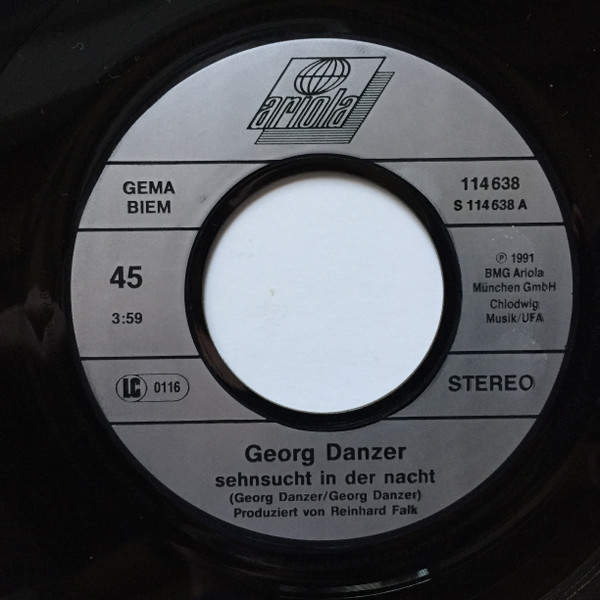 ariola
GEMA
BIEM
114 638
S 114 638 A
45
3:59
℗ 1991
BMG Ariola
München GmbH
Chlodwig
Musik/UFA
LC 0116
STEREO
Georg Danzer
sehnsucht in der nacht
(Georg Danzer/Georg Danzer)
Produziert von Reinhard Falk